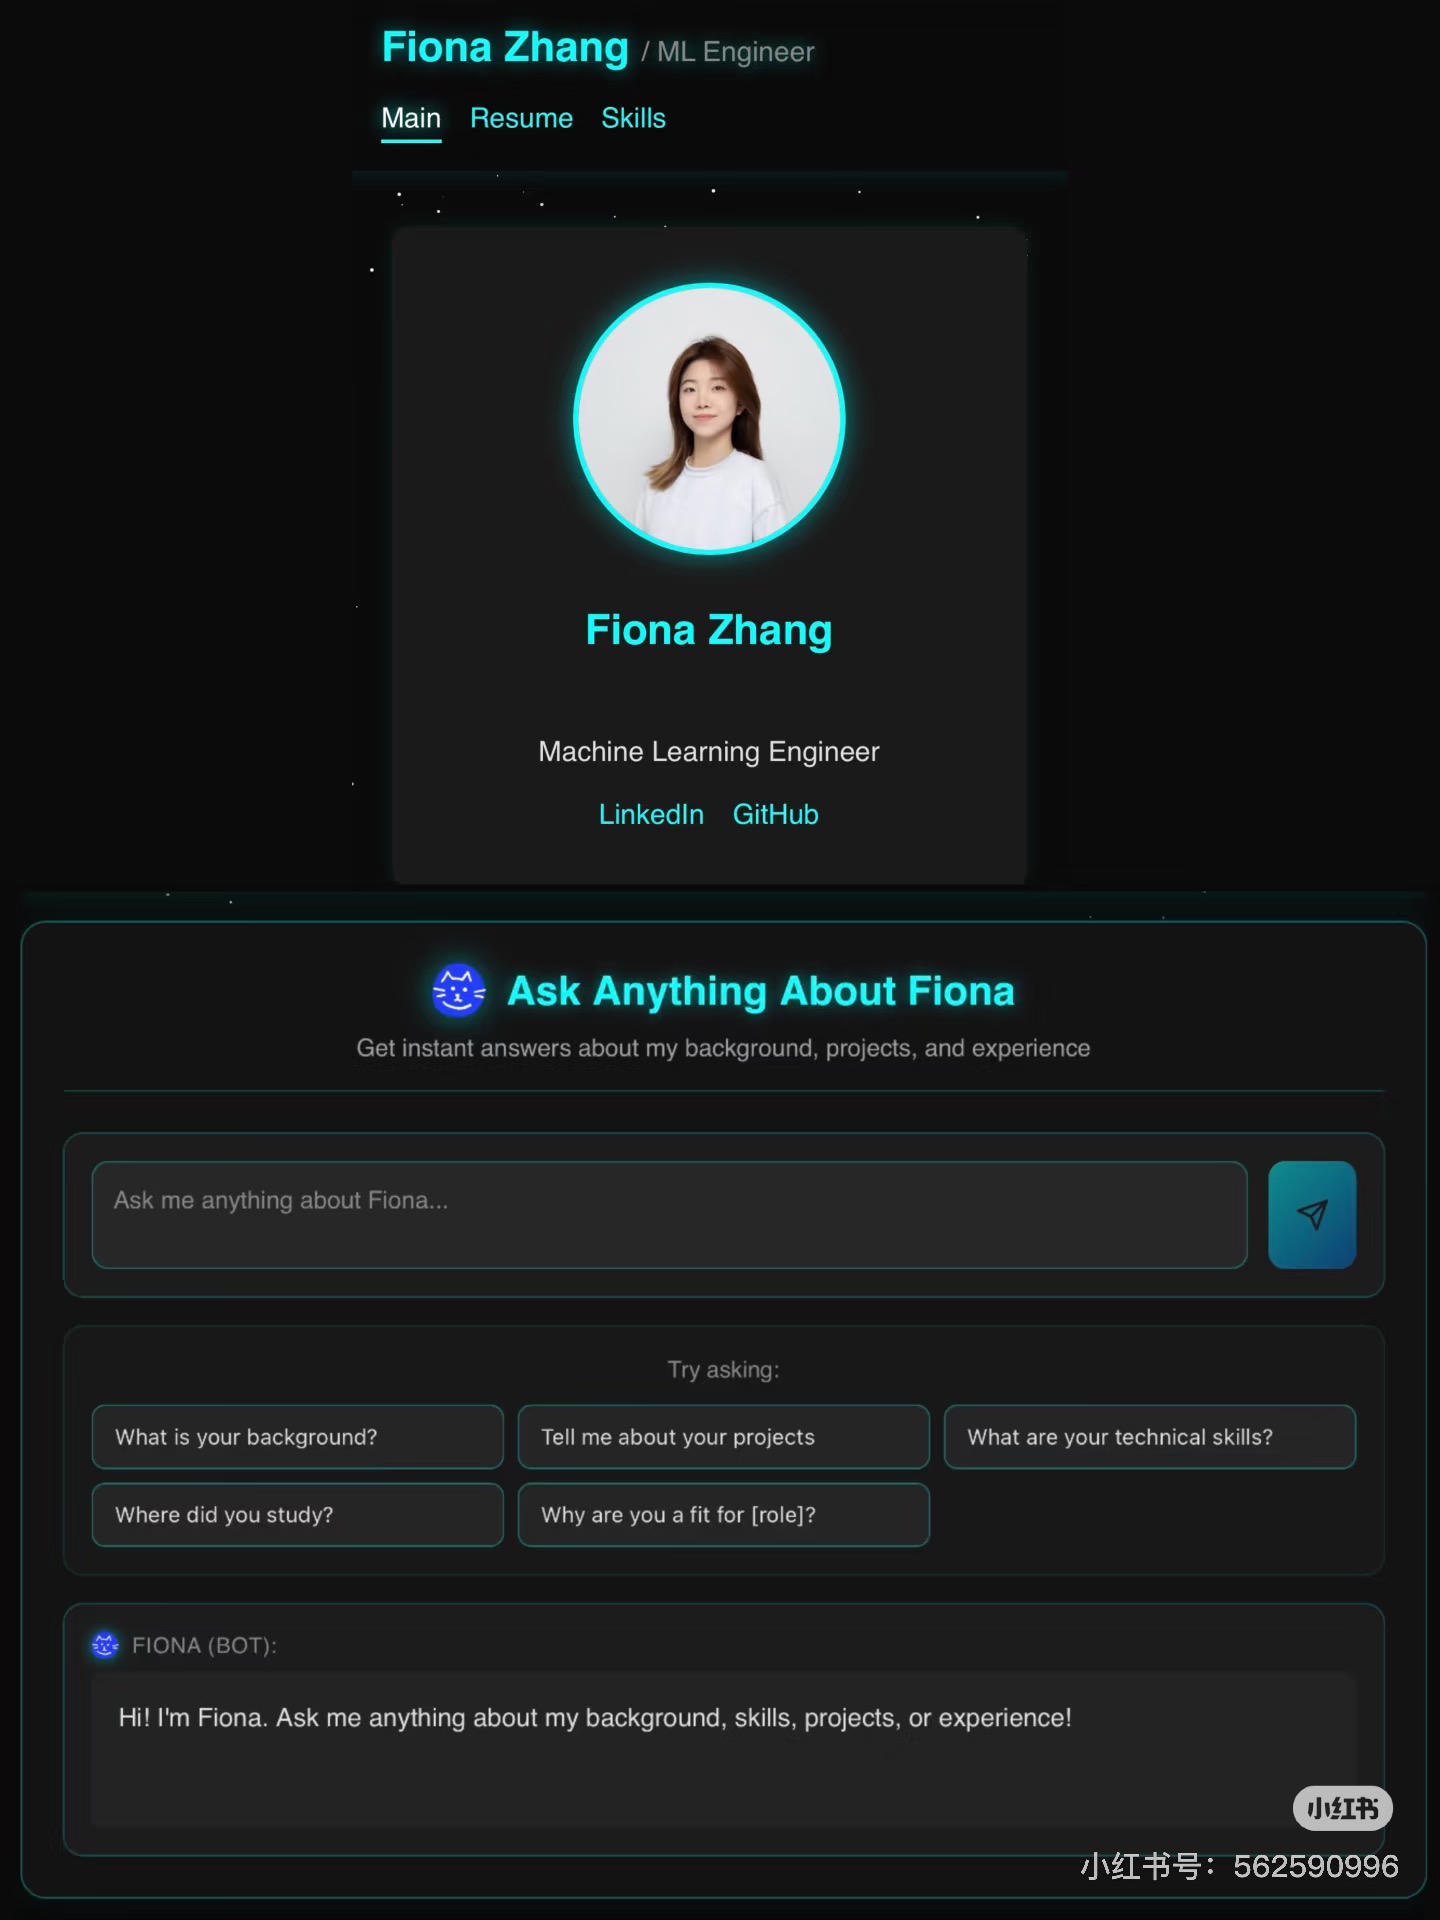 Fiona Zhang / ML Engineer
Main Resume Skills
Fiona Zhang
Machine Learning Engineer
LinkedIn GitHub
Ask Anything About Fiona
Get instant answers about my background, projects, and experience
Ask me anything about Fiona...
Try asking:
What is your background? Tell me about your projects What are your technical skills?
Where did you study? Why are you a fit for [role]?
FIONA (BOT):
Hi! I'm Fiona. Ask me anything about my background, skills, projects, or experience!
小红书
小红书号：562590996